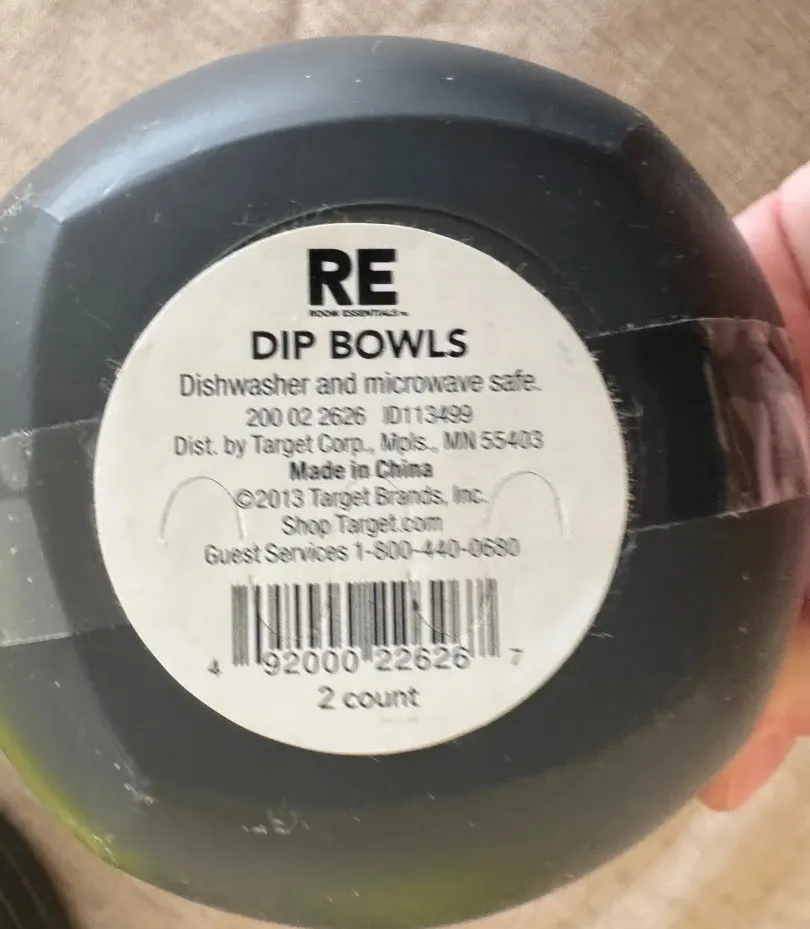 RE
ROOM ESSENTIALS™
DIP BOWLS
Dishwasher and microwave safe.
200 02 2626 ID113499
Dist. by Target Corp., Mpls., MN 55403
Made in China
©2013 Target Brands, Inc.
Shop Target.com
Guest Services 1-800-440-0680
4 92000 22626 7
2 count